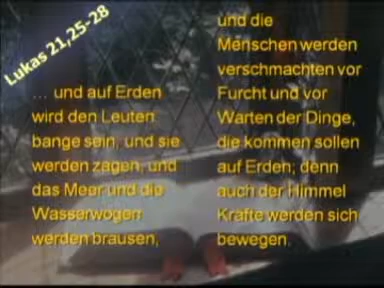 Lukas 21,25-28
... und auf Erden
wird den Leuten
bange sein, und sie
werden zagen, und
das Meer und die
Wasserwogen
werden brausen,
und die
Menschen werden
verschmachten vor
Furcht und vor
Warten der Dinge,
die kommen sollen
auf Erden; denn
auch der Himmel
Kräfte werden sich
bewegen.